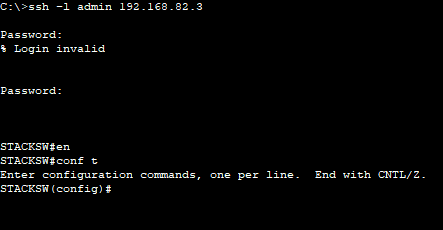 C:\>ssh -l admin 192.168.82.3
Password:
% Login invalid
Password:
STACKSW#en
STACKSW#conf t
Enter configuration commands, one per line.  End with CNTL/Z.
STACKSW(config)#